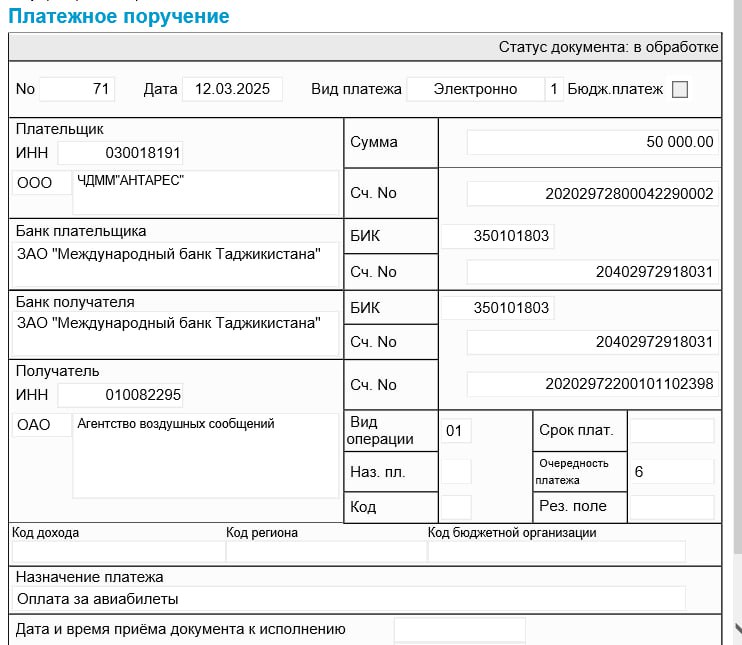 Платежное поручение
Статус документа: в обработке
No 71 Дата 12.03.2025 Вид платежа Электронно 1 Бюдж.платеж
Плательщик
ИНН 030018191
Сумма 50 000.00
ООО ЧДММ"АНТАРЕС"
Сч. No 20202972800042290002
Банк плательщика
ЗАО "Международный банк Таджикистана"
БИК 350101803
Сч. No 20402972918031
Банк получателя
ЗАО "Международный банк Таджикистана"
БИК 350101803
Сч. No 20402972918031
Получатель
ИНН 010082295
Сч. No 20202972200101102398
ОАО Агентство воздушных сообщений
Вид операции 01 Срок плат.
Наз. пл. Очередность платежа 6
Код Рез. поле
Код дохода Код региона Код бюджетной организации
Назначение платежа
Оплата за авиабилеты
Дата и время приёма документа к исполнению